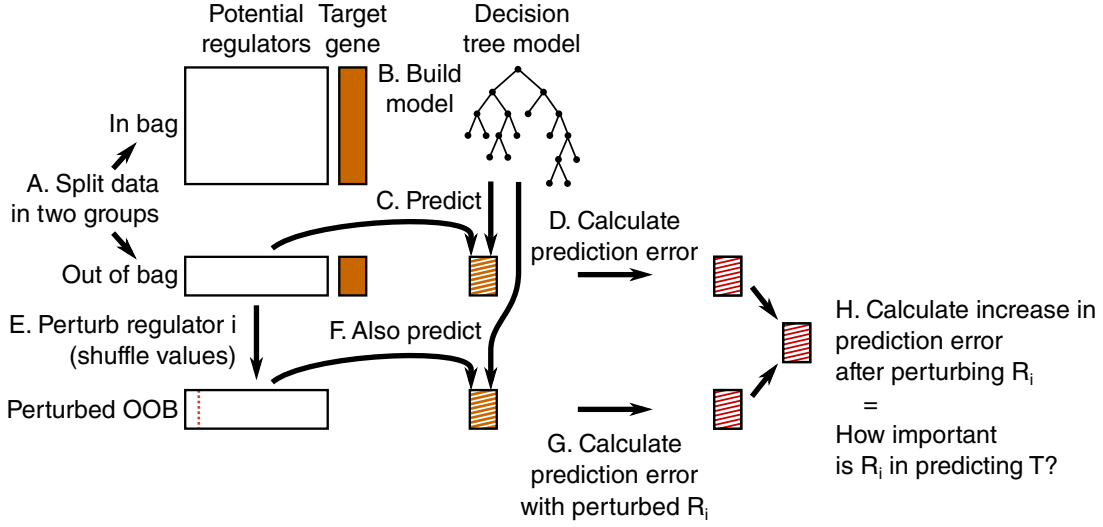 Potential
regulators
Target
gene
Decision
tree model
B. Build
model
In bag
A. Split data
in two groups
C. Predict
D. Calculate
prediction error
Out of bag
E. Perturb regulator i
(shuffle values)
F. Also predict
H. Calculate increase in
prediction error
after perturbing Ri
=
How important
is Ri in predicting T?
Perturbed OOB
G. Calculate
prediction error
with perturbed Ri